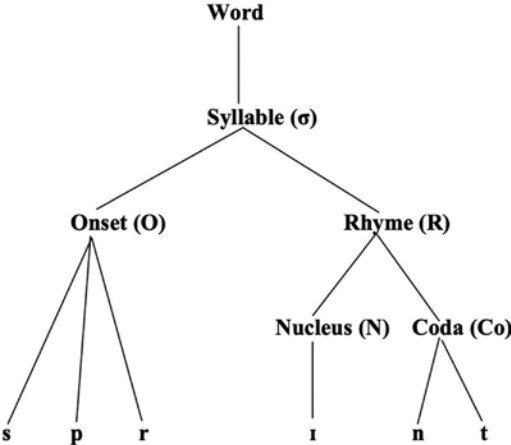 Word
Syllable (σ)
Onset (O) Rhyme (R)
Nucleus (N) Coda (Co)
s p r ɪ n t